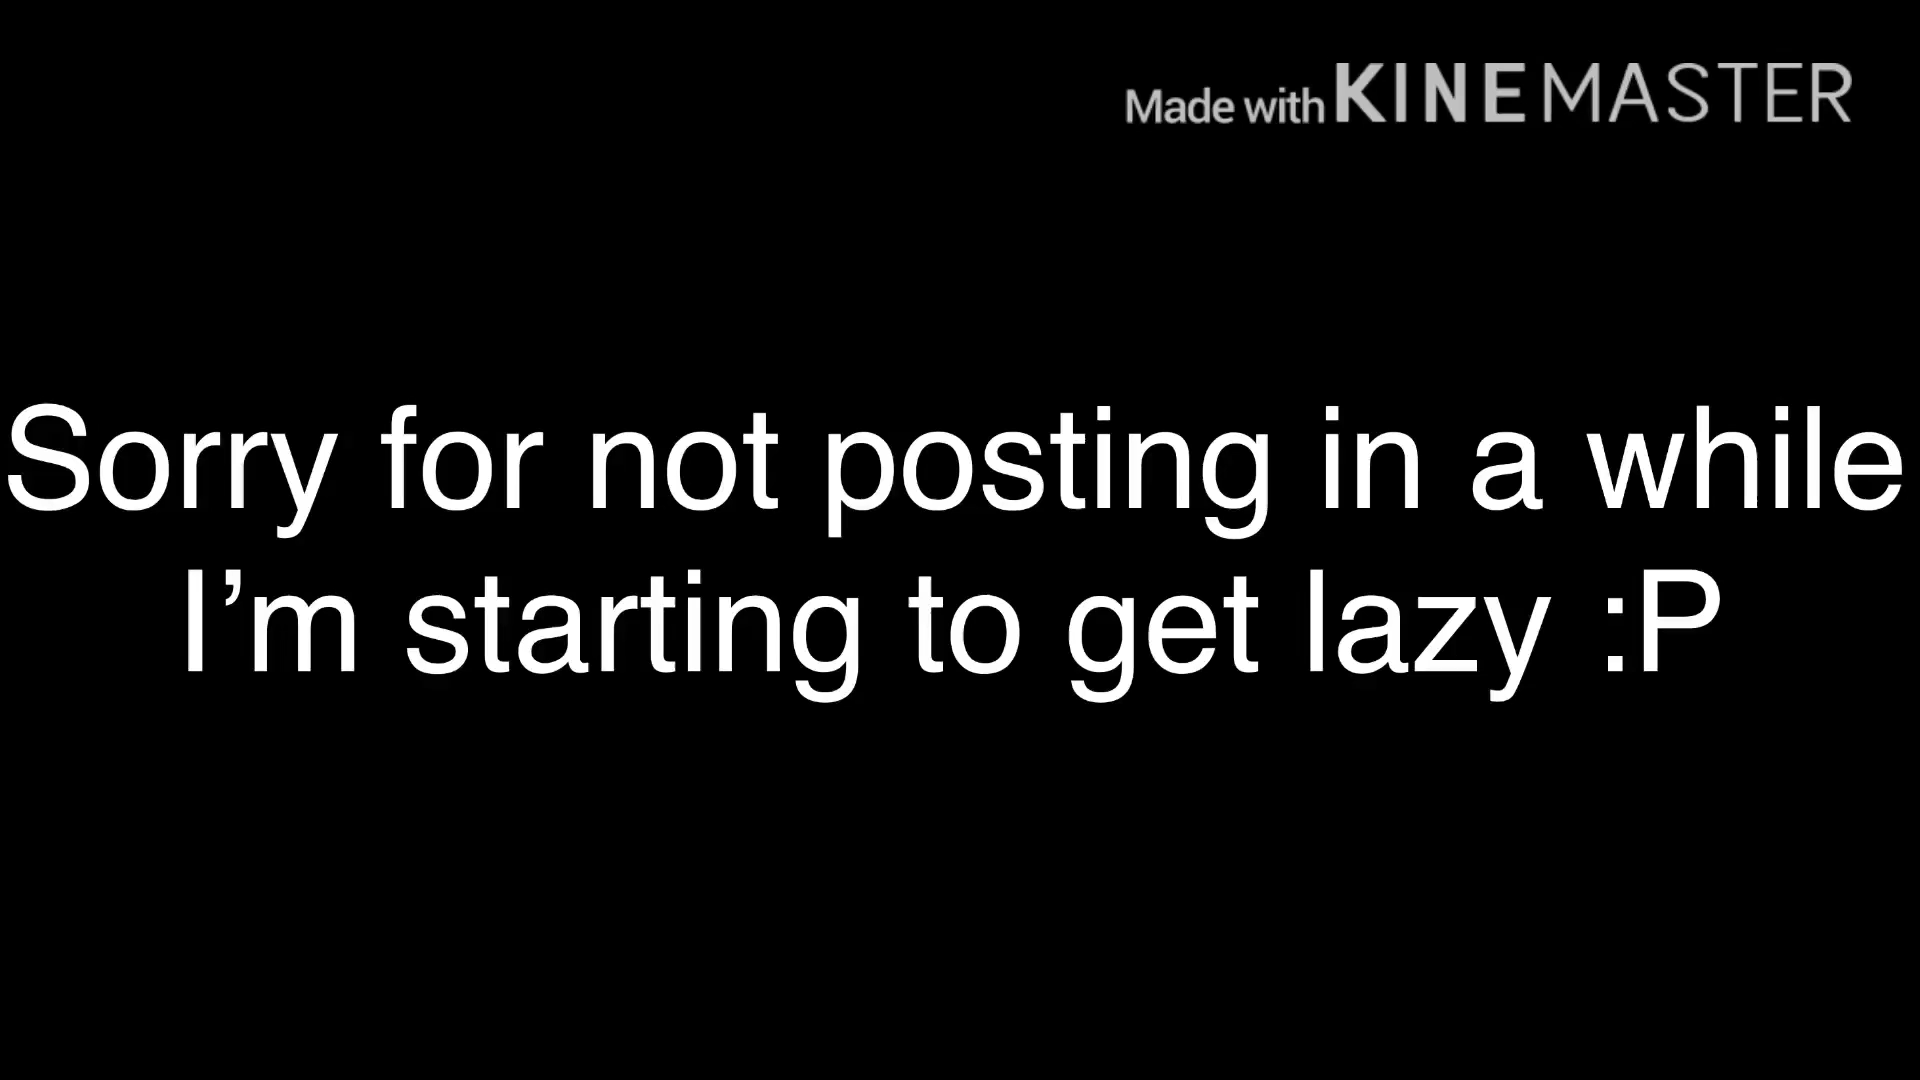 Made with KINEMASTER
Sorry for not posting in a while
I’m starting to get lazy :P